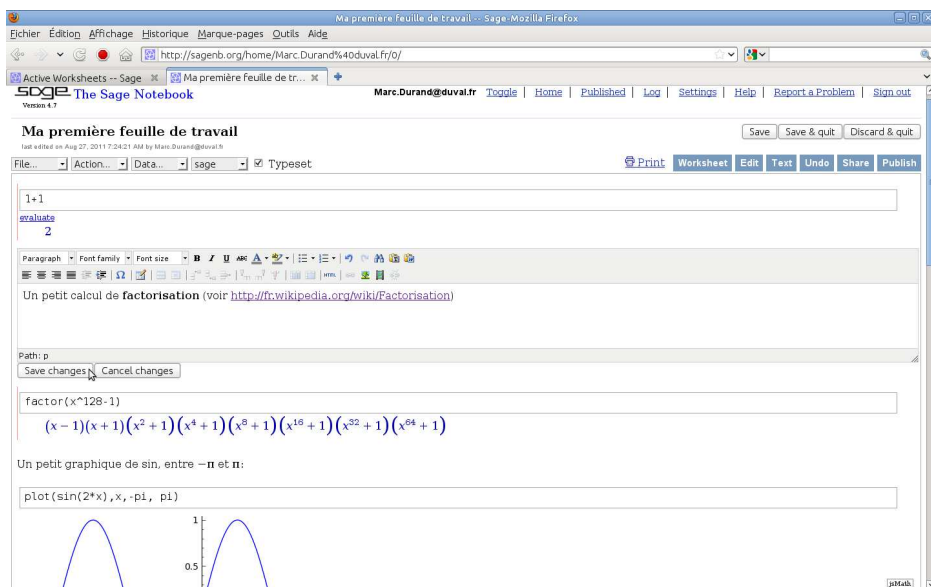 Ma première feuille de travail -- Sage-Mozilla Firefox
Fichier Édition Affichage Historique Marque-pages Outils Aide
http://sagenb.org/home/Marc.Durand%40duval.fr/0/
Active Worksheets -- Sage Ma première feuille de tr...
sage The Sage Notebook Marc.Durand@duval.fr Toggle | Home | Published | Log | Settings | Help | Report a Problem | Sign out
Version 4.7
Ma première feuille de travail Save Save & quit Discard & quit
last edited on Aug 27, 2011 7:24:21 AM by Marc.Durand@duval.fr
File... Action... Data... sage Typeset Print Worksheet Edit Text Undo Share Publish
1+1
evaluate
2
Paragraph Font family Font size B I U ABC A
Ω HTML
Un petit calcul de factorisation (voir http://fr.wikipedia.org/wiki/Factorisation)
Path: p
Save changes Cancel changes
factor(x^128-1)
(x − 1)(x + 1)(x² + 1)(x⁴ + 1)(x⁸ + 1)(x¹⁶ + 1)(x³² + 1)(x⁶⁴ + 1)
Un petit graphique de sin, entre −π et π:
plot(sin(2*x),x,-pi, pi)
1
0.5
jsMath